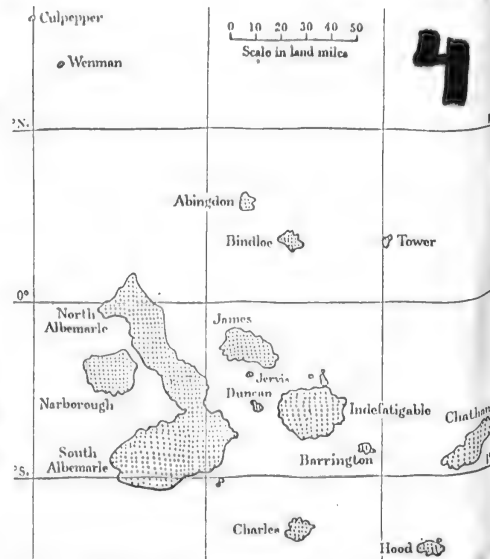 Culpepper
0 10 20 30 40 50
Scale in land miles
Wenman
4
°N.
Abingdon
Bindloe
Tower
0°
North
Albemarle
James
Jervis
Narborough
Duncan
Indefatigable
Chatham
South
Albemarle
Barrington
°S.
Charles
Hood